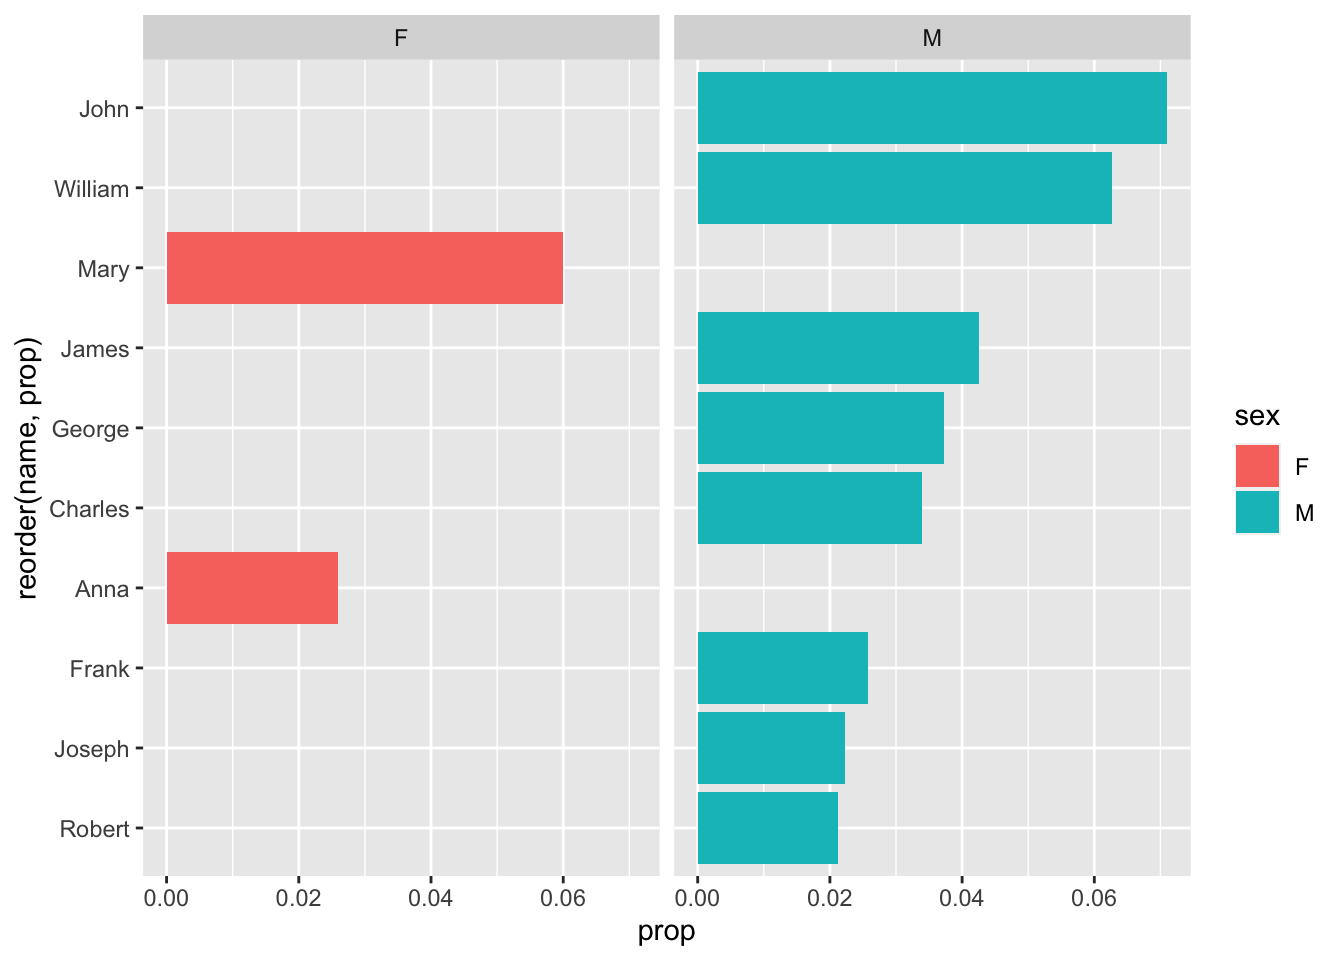 F
M
John
William
Mary
James
George
Charles
Anna
Frank
Joseph
Robert
reorder(name, prop)
0.00 0.02 0.04 0.06
0.00 0.02 0.04 0.06
prop
sex
F
M